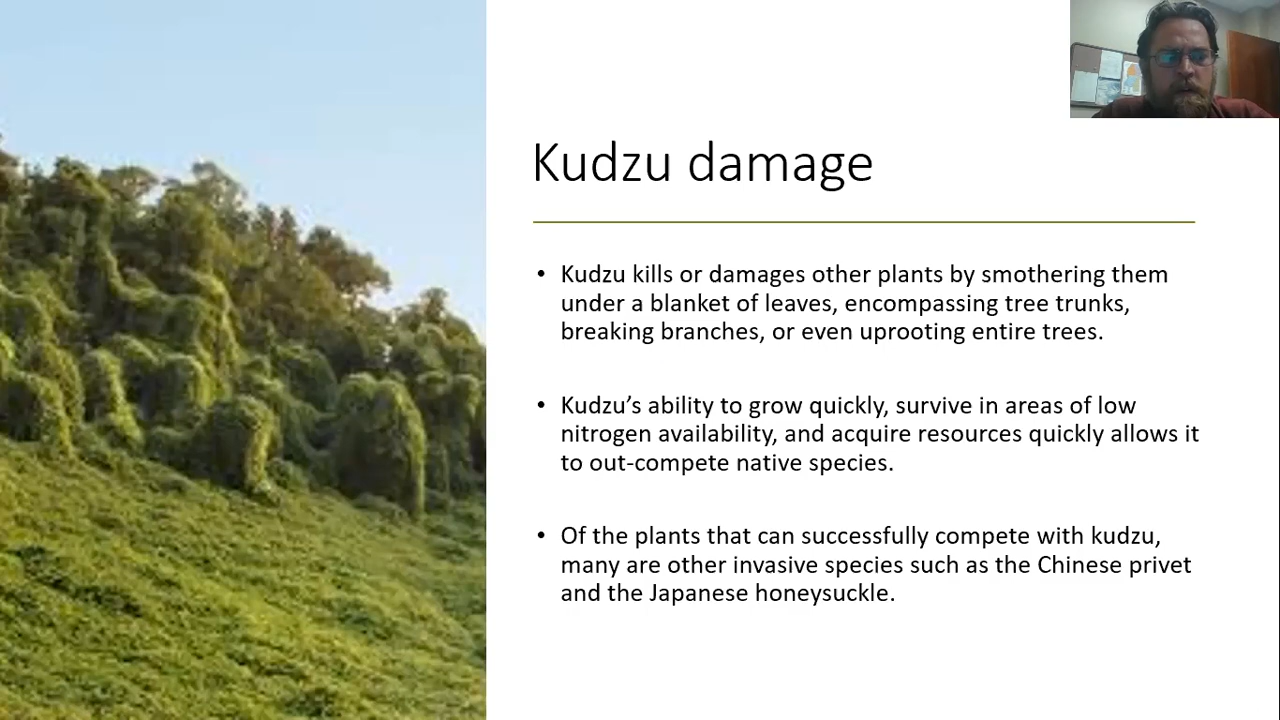 Kudzu damage
• Kudzu kills or damages other plants by smothering them
under a blanket of leaves, encompassing tree trunks,
breaking branches, or even uprooting entire trees.
• Kudzu’s ability to grow quickly, survive in areas of low
nitrogen availability, and acquire resources quickly allows it
to out-compete native species.
• Of the plants that can successfully compete with kudzu,
many are other invasive species such as the Chinese privet
and the Japanese honeysuckle.